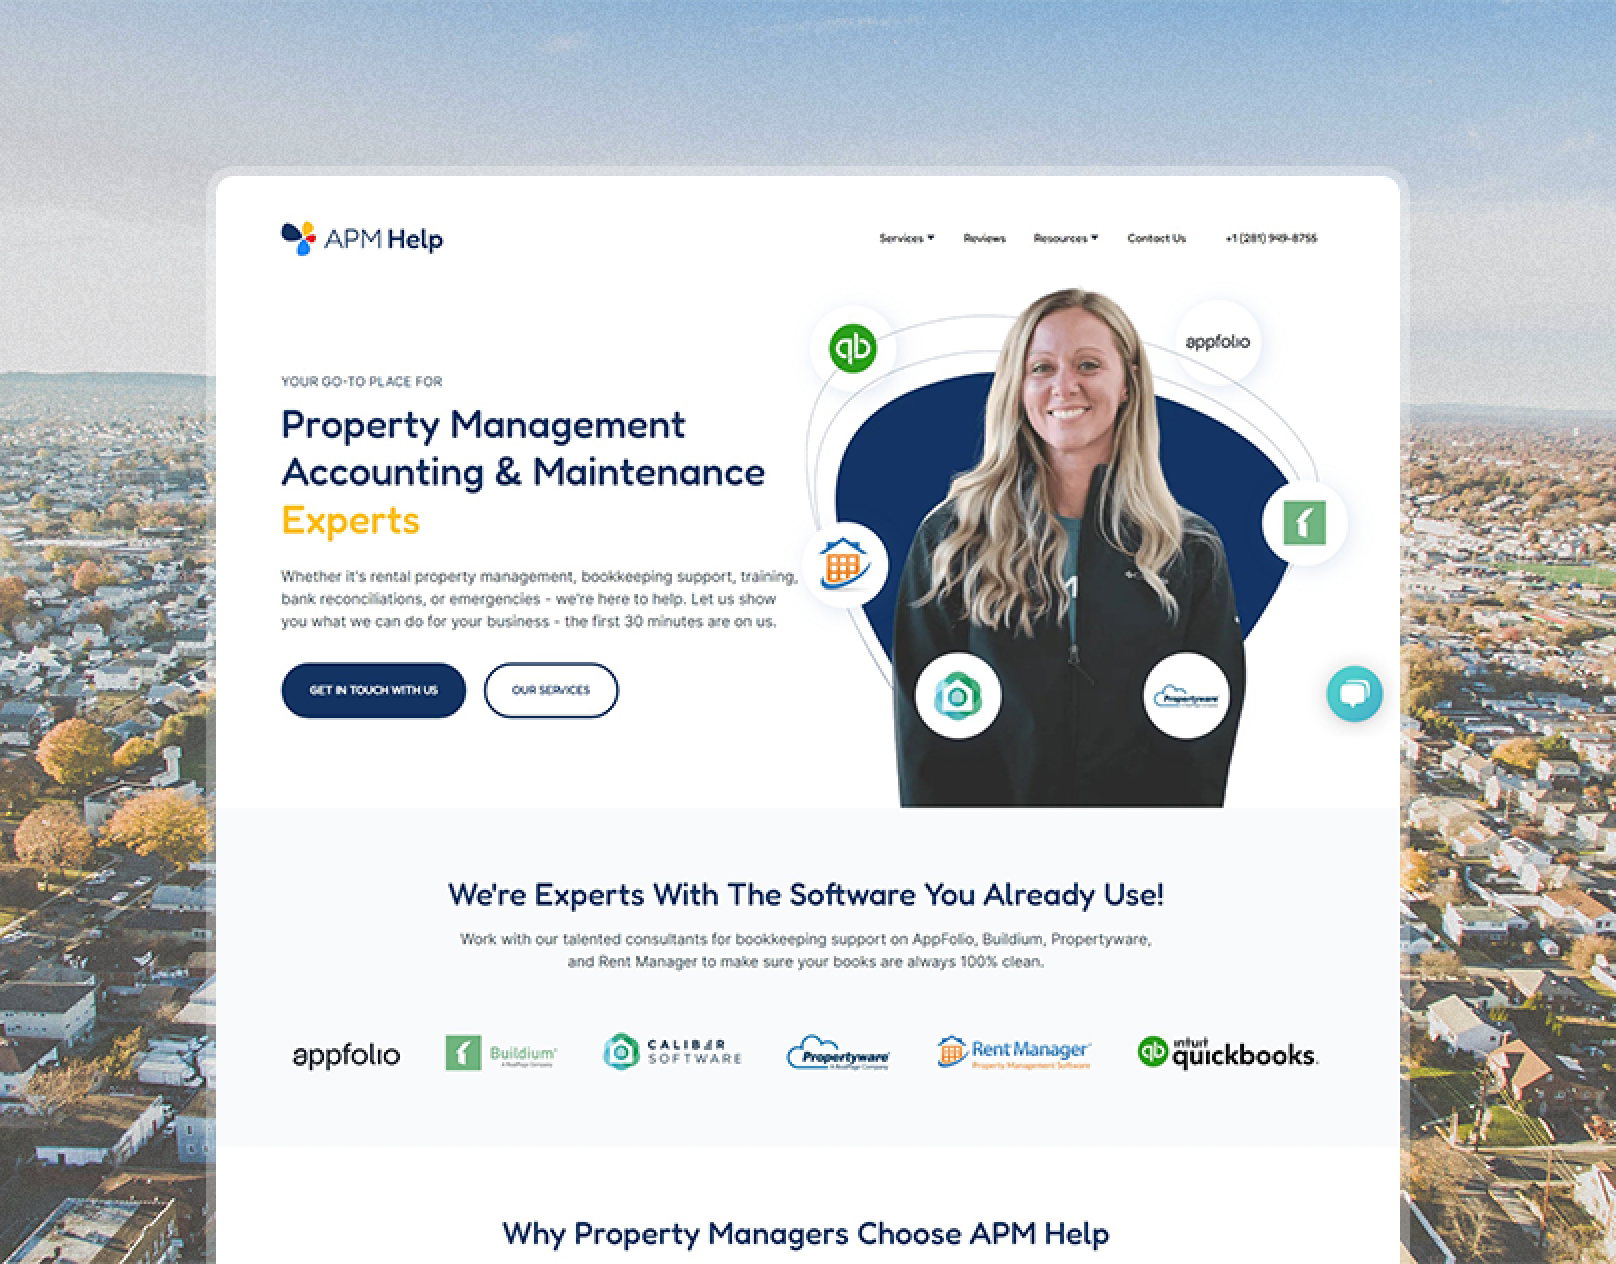 APM Help
Services
Reviews
Resources
Contact Us
+1 (281) 949-8755
YOUR GO-TO PLACE FOR
Property Management
Accounting & Maintenance
Experts
Whether it's rental property management, bookkeeping support, training,
bank reconciliations, or emergencies - we're here to help. Let us show
you what we can do for your business - the first 30 minutes are on us.
GET IN TOUCH WITH US
OUR SERVICES
qb
appfolio
Propertyware
We're Experts With The Software You Already Use!
Work with our talented consultants for bookkeeping support on AppFolio, Buildium, Propertyware,
and Rent Manager to make sure your books are always 100% clean.
appfolio
Buildium
A RealPage Company
CALIBER
SOFTWARE
Propertyware
A RealPage Company
Rent Manager
Property Management Software
qb
intuit
quickbooks.
Why Property Managers Choose APM Help